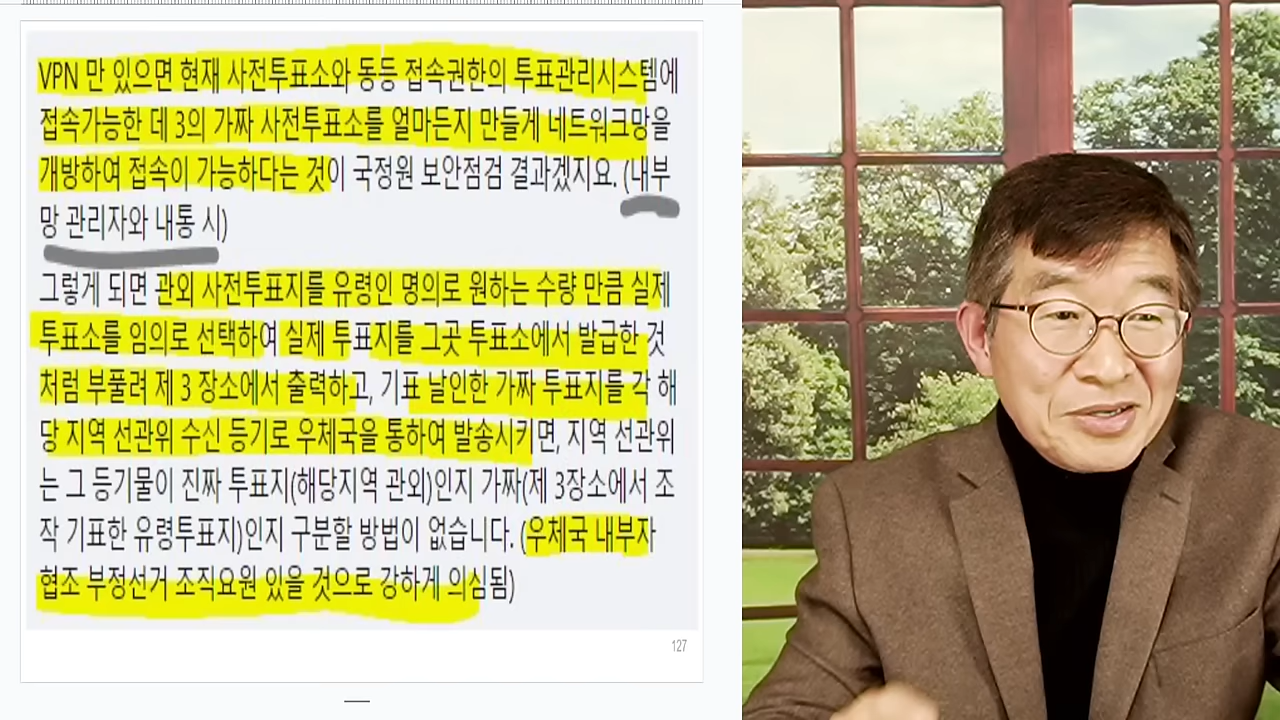 VPN 만 있으면 현재 사전투표소와 동등 접속권한의 투표관리시스템에
접속가능한 데 3의 가짜 사전투표소를 얼마든지 만들게 네트워크망을
개방하여 접속이 가능하다는 것이 국정원 보안점검 결과겠지요. (내부
망 관리자와 내통 시)
그렇게 되면 관외 사전투표지를 유령인 명의로 원하는 수량 만큼 실제
투표소를 임의로 선택하여 실제 투표지를 그곳 투표소에서 발급한 것
처럼 부풀려 제 3 장소에서 출력하고, 기표 날인한 가짜 투표지를 각 해
당 지역 선관위 수신 등기로 우체국을 통하여 발송시키면, 지역 선관위
는 그 등기물이 진짜 투표지(해당지역 관외)인지 가짜(제 3장소에서 조
작 기표한 유령투표지)인지 구분할 방법이 없습니다. (우체국 내부자
협조 부정선거 조직요원 있을 것으로 강하게 의심됨)
127